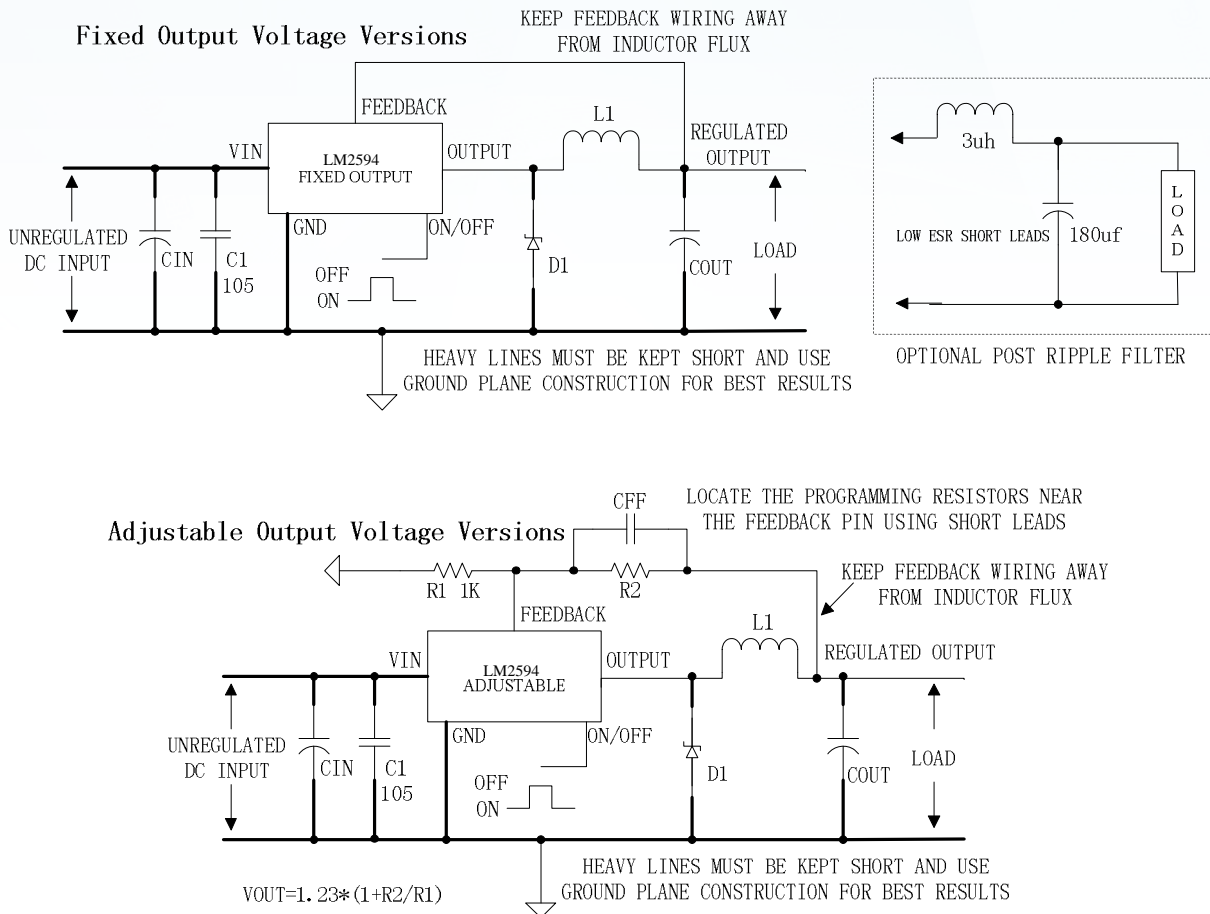 Fixed Output Voltage Versions
KEEP FEEDBACK WIRING AWAY
FROM INDUCTOR FLUX
FEEDBACK
L1
VIN
LM2594
FIXED OUTPUT
OUTPUT
REGULATED
OUTPUT
UNREGULATED
DC INPUT
CIN
C1
105
GND
ON/OFF
OFF
ON
D1
COUT
LOAD
HEAVY LINES MUST BE KEPT SHORT AND USE
GROUND PLANE CONSTRUCTION FOR BEST RESULTS
3uh
LOW ESR SHORT LEADS
180uf
LOAD
OPTIONAL POST RIPPLE FILTER
Adjustable Output Voltage Versions
CFF
LOCATE THE PROGRAMMING RESISTORS NEAR
THE FEEDBACK PIN USING SHORT LEADS
R1 1K
R2
KEEP FEEDBACK WIRING AWAY
FROM INDUCTOR FLUX
FEEDBACK
L1
VIN
LM2594
ADJUSTABLE
OUTPUT
REGULATED OUTPUT
UNREGULATED
DC INPUT
CIN
C1
105
GND
ON/OFF
OFF
ON
D1
COUT
LOAD
HEAVY LINES MUST BE KEPT SHORT AND USE
GROUND PLANE CONSTRUCTION FOR BEST RESULTS
VOUT=1.23*(1+R2/R1)